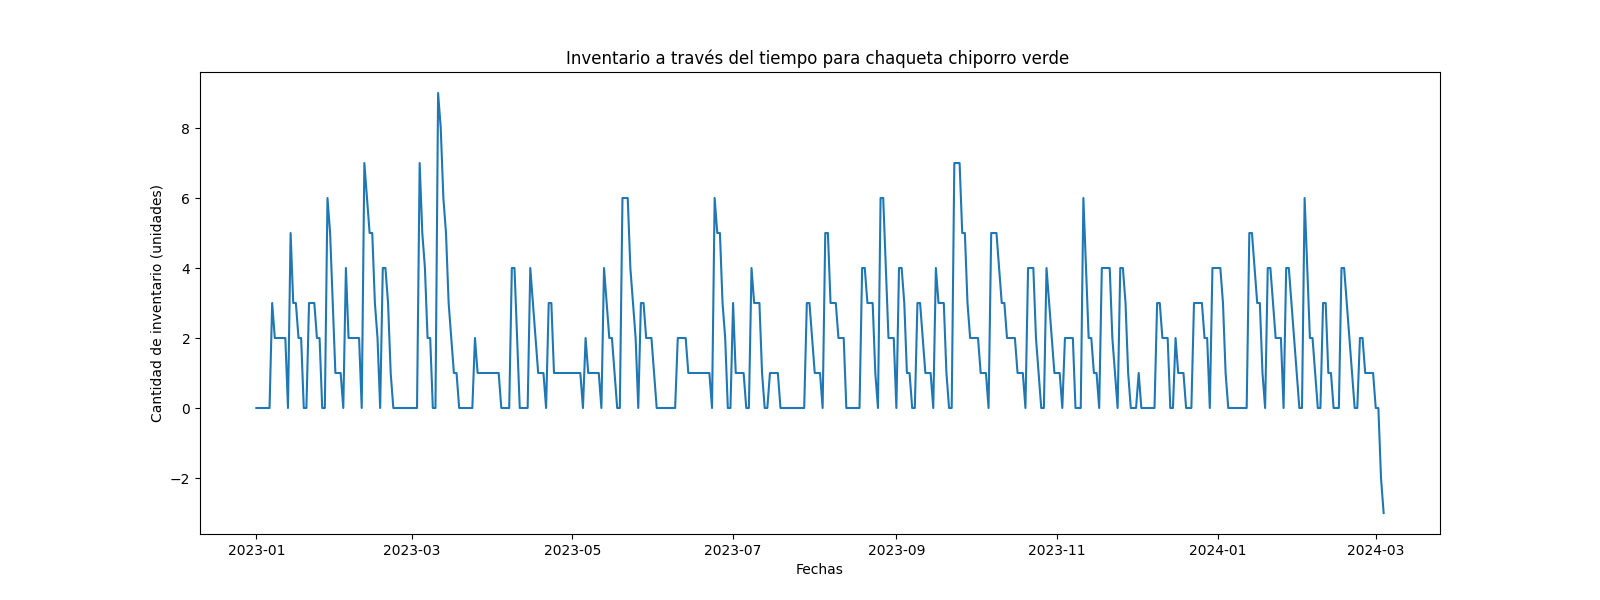 Inventario a través del tiempo para chaqueta chiporro verde
Cantidad de inventario (unidades)
8
6
4
2
0
−2
2023-01 2023-03 2023-05 2023-07 2023-09 2023-11 2024-01 2024-03
Fechas